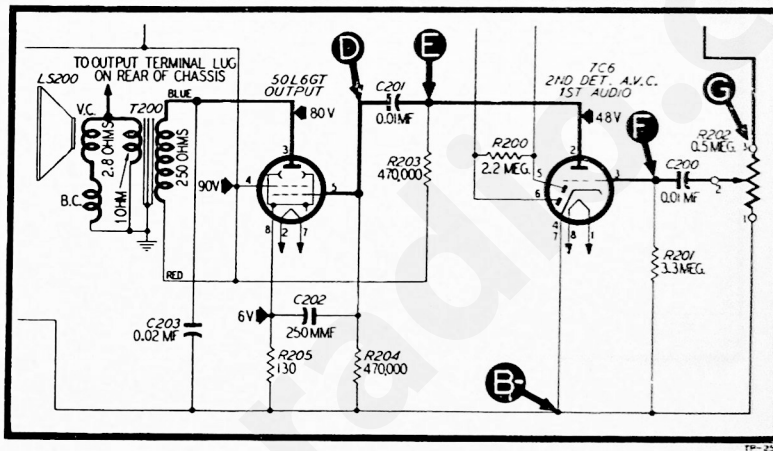 TO OUTPUT TERMINAL LUG
ON REAR OF CHASSIS
LS200
V.C.
2.8 OHMS
B.C.
1 OHM
T200
BLUE
250 OHMS
RED
50L6GT
OUTPUT
80V
3
90V
4
5
8
2
7
6V
C202
250 MMF
C203
0.02 MF
R205
130
R204
470,000
D
C201
0.01 MF
E
R203
470,000
7C6
2ND DET. A.V.C.
1ST AUDIO
48V
2
R200
2.2 MEG.
5
6
3
4
7
8
1
F
C200
0.01 MF
R201
3.3 MEG.
G
R202
0.5 MEG.
3
2
1
B-
radio.c